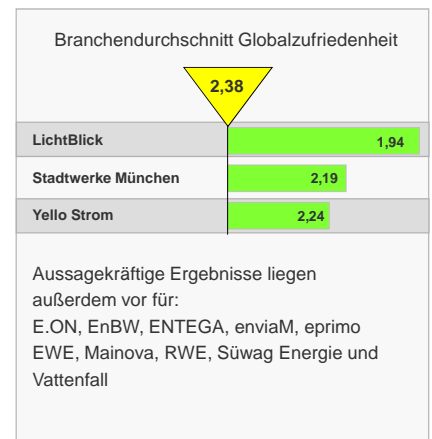 Branchendurchschnitt Globalzufriedenheit
2,38
LichtBlick 1,94
Stadtwerke München 2,19
Yello Strom 2,24
Aussagekräftige Ergebnisse liegen
außerdem vor für:
E.ON, EnBW, ENTEGA, enviaM, eprimo
EWE, Mainova, RWE, Süwag Energie und
Vattenfall